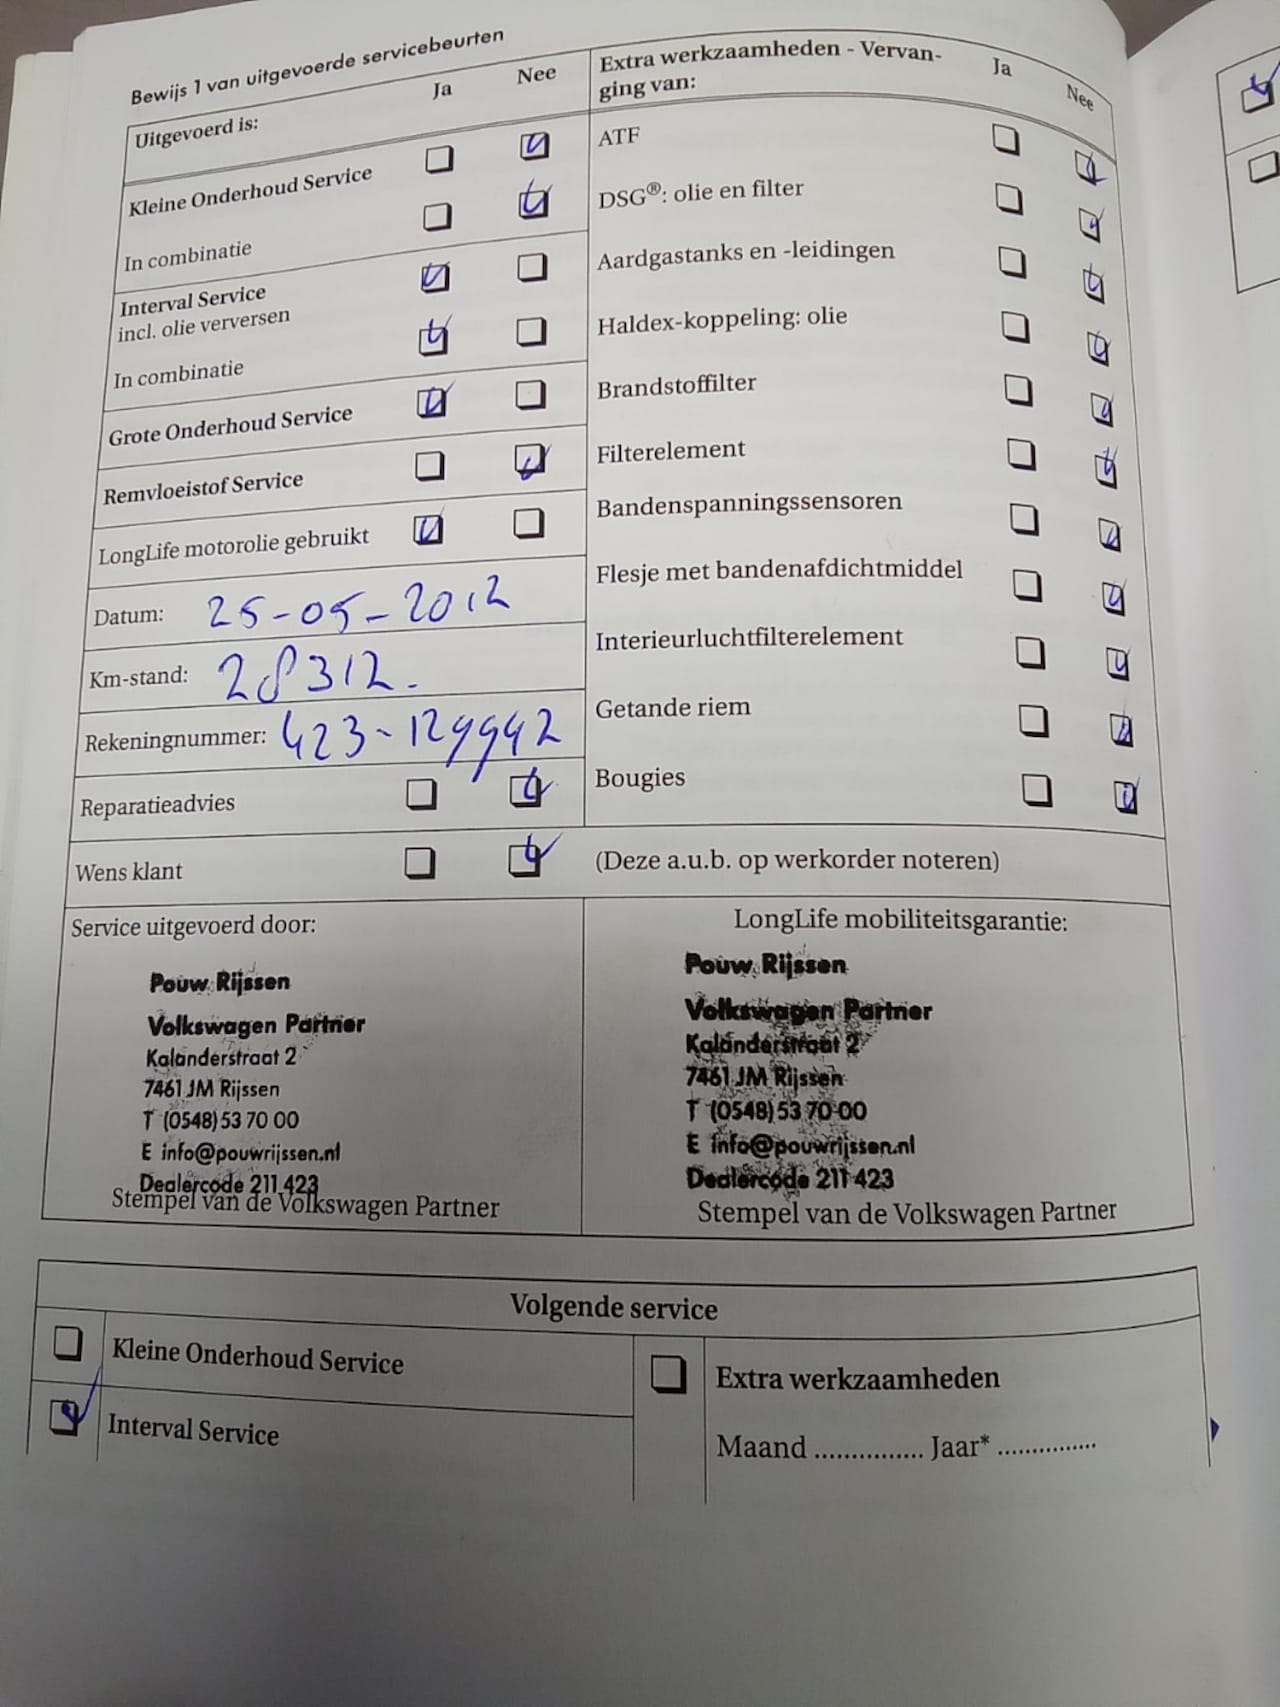 Bewijs 1 van uitgevoerde servicebeurten
Uitgevoerd is:
Ja
Nee
Kleine Onderhoud Service
In combinatie
Interval Service
incl. olie verversen
In combinatie
Grote Onderhoud Service
Remvloeistof Service
LongLife motorolie gebruikt
Datum: 25-05-2012
Km-stand: 28312.
Rekeningnummer: 423-129942
Reparatieadvies
Wens klant
Extra werkzaamheden - Vervan-
ging van:
Ja
Nee
ATF
DSG®: olie en filter
Aardgastanks en -leidingen
Haldex-koppeling: olie
Brandstoffilter
Filterelement
Bandenspanningssensoren
Flesje met bandenafdichtmiddel
Interieurluchtfilterelement
Getande riem
Bougies
(Deze a.u.b. op werkorder noteren)
Service uitgevoerd door:
Pouw Rijssen
Volkswagen Partner
Kalanderstraat 2
7461 JM Rijssen
T (0548) 53 70 00
E info@pouwrijssen.nl
Dealercode 211 423
Stempel van de Volkswagen Partner
LongLife mobiliteitsgarantie:
Pouw Rijssen
Volkswagen Partner
Kalanderstraat 2
7461 JM Rijssen
T (0548) 53 70 00
E info@pouwrijssen.nl
Dealercode 211 423
Stempel van de Volkswagen Partner
Volgende service
Kleine Onderhoud Service
Interval Service
Extra werkzaamheden
Maand ............... Jaar* ..............